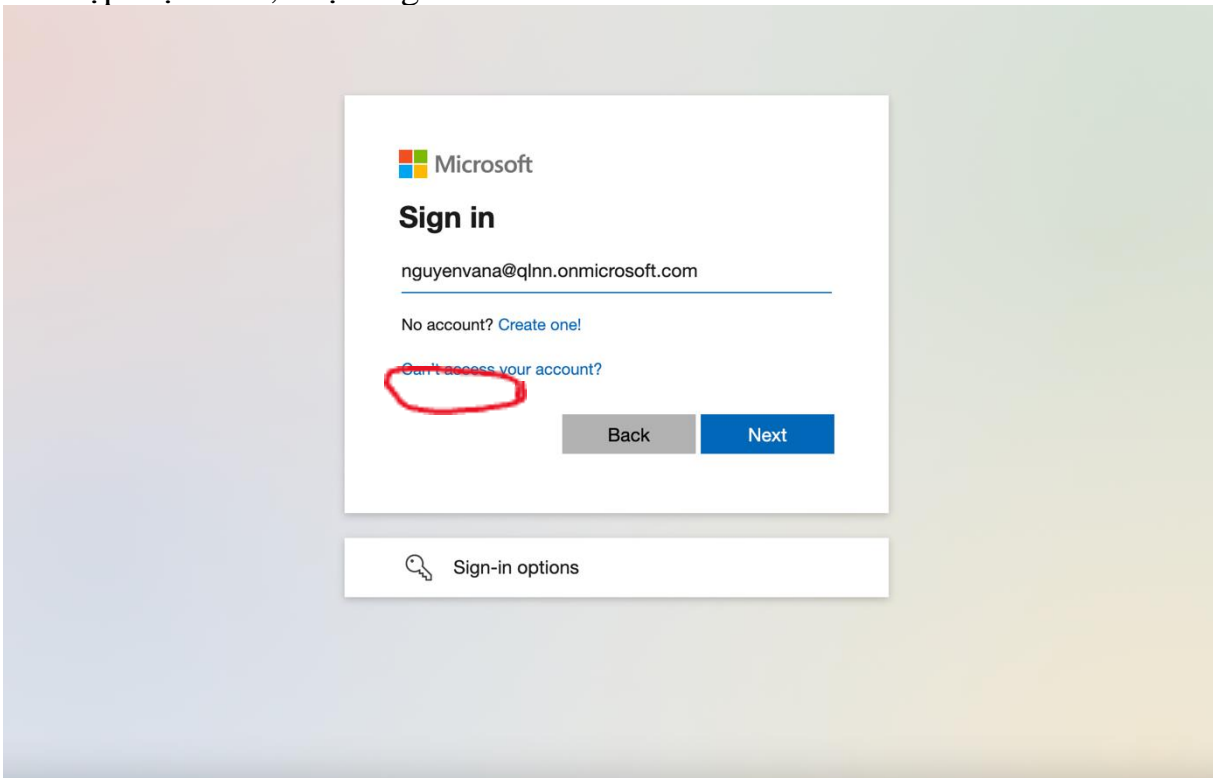 Microsoft
Sign in
nguyenvana@qlnn.onmicrosoft.com
No account? Create one!
Can't access your account?
Back Next
Sign-in options